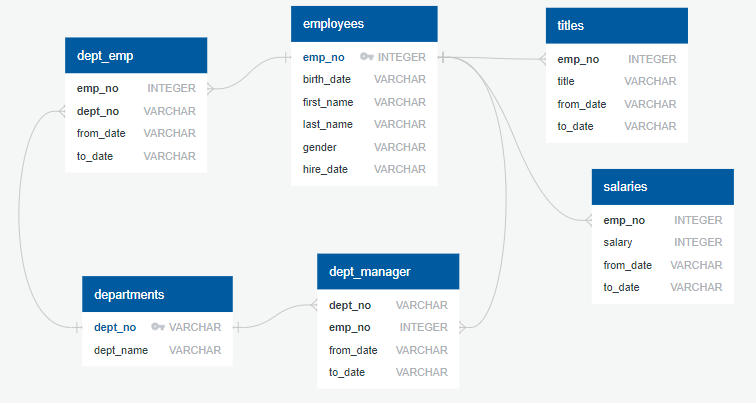 dept_emp
emp_no INTEGER
dept_no VARCHAR
from_date VARCHAR
to_date VARCHAR
employees
emp_no INTEGER
birth_date VARCHAR
first_name VARCHAR
last_name VARCHAR
gender VARCHAR
hire_date VARCHAR
titles
emp_no INTEGER
title VARCHAR
from_date VARCHAR
to_date VARCHAR
salaries
emp_no INTEGER
salary INTEGER
from_date VARCHAR
to_date VARCHAR
departments
dept_no VARCHAR
dept_name VARCHAR
dept_manager
dept_no VARCHAR
emp_no INTEGER
from_date VARCHAR
to_date VARCHAR